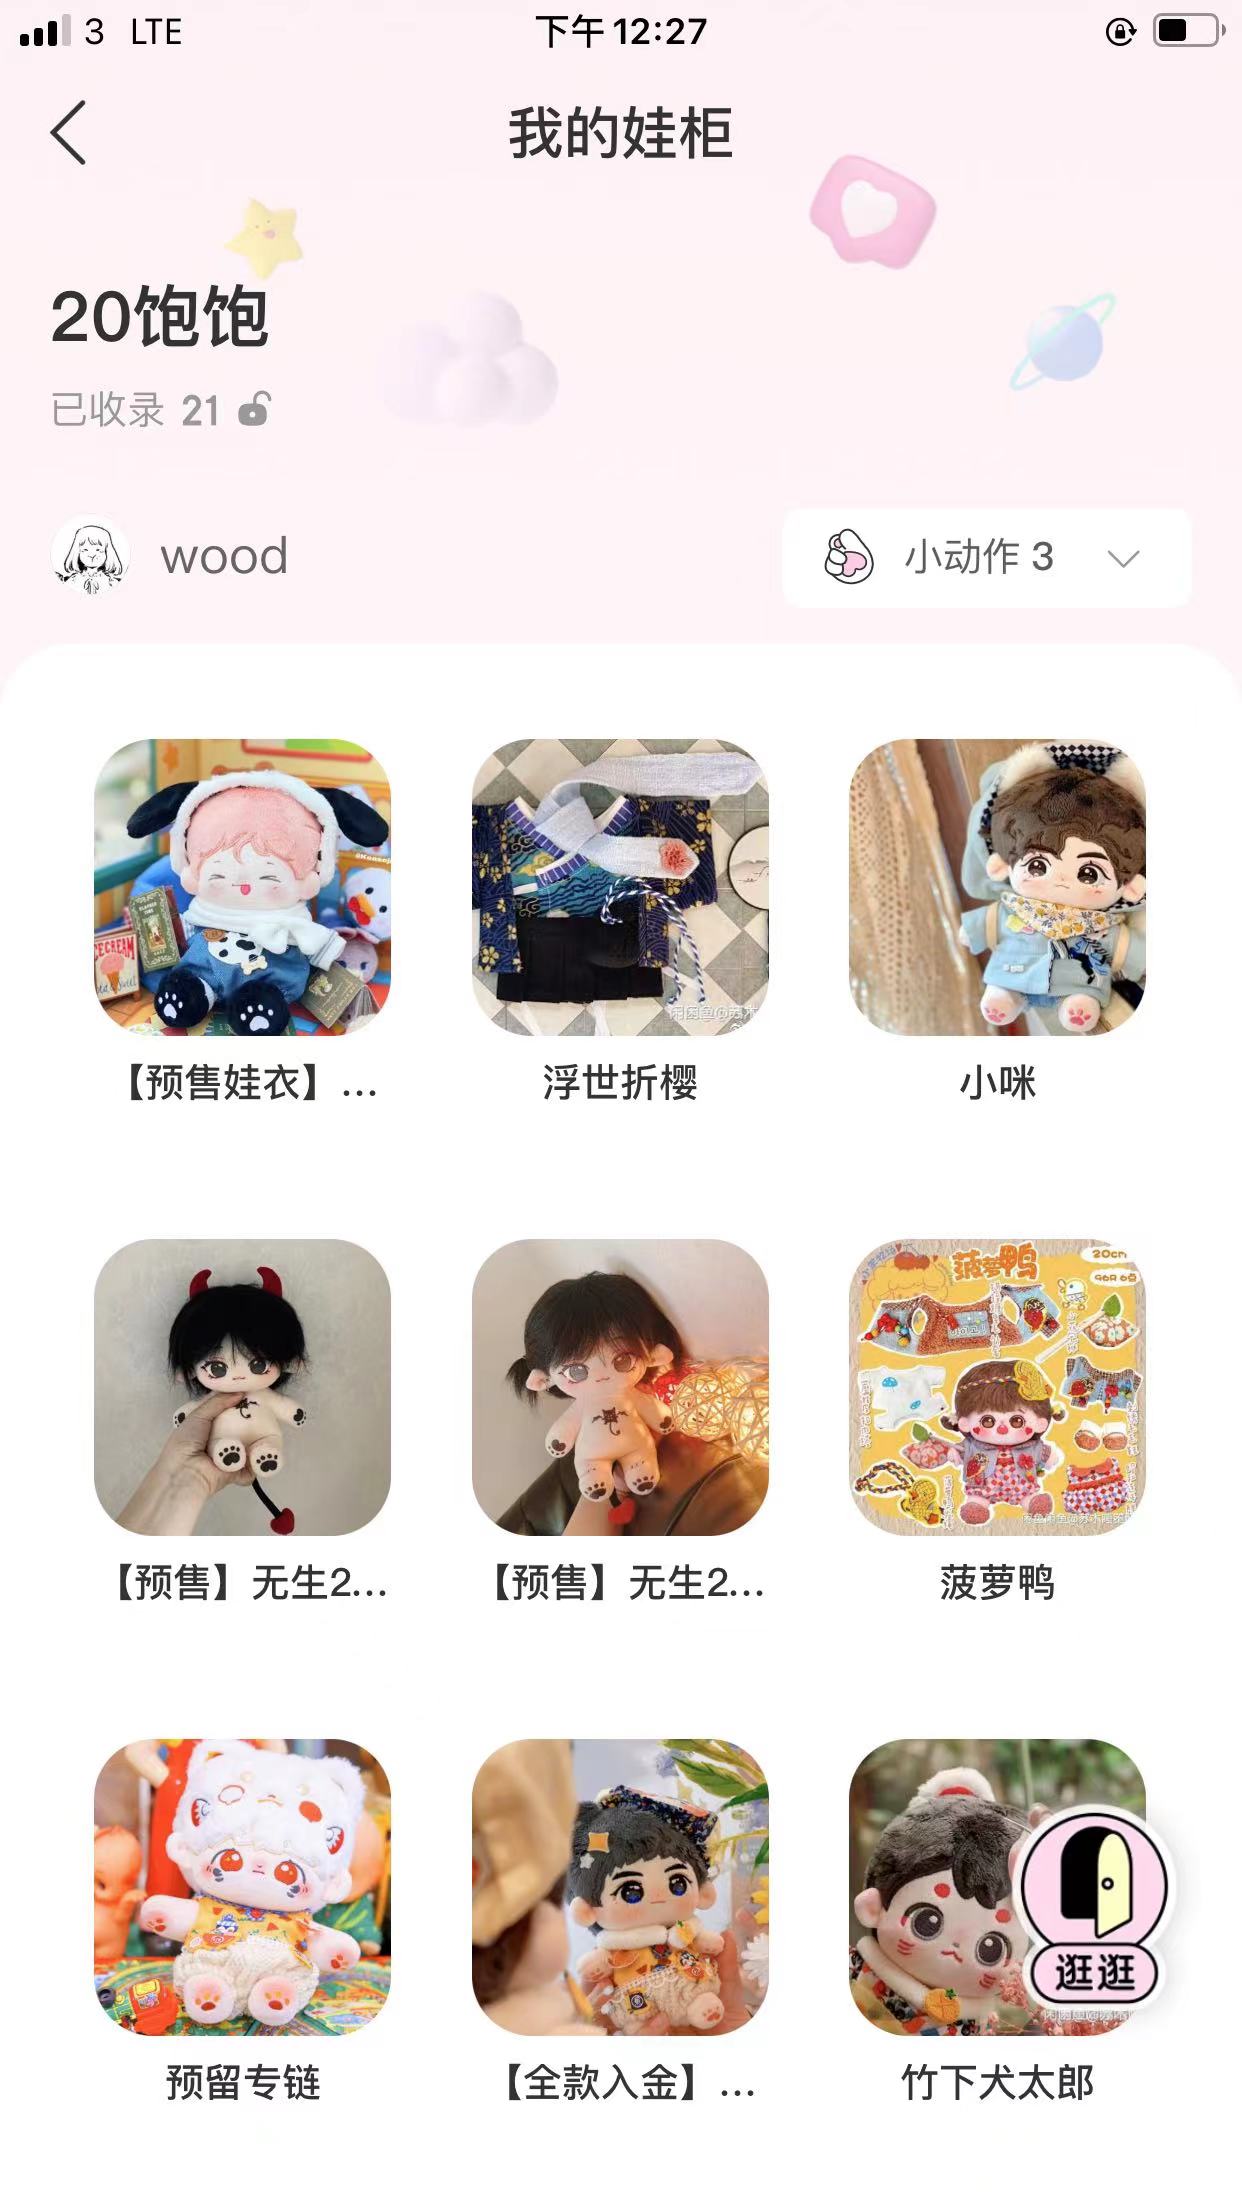 3 LTE
下午12:27
我的娃柜
20饱饱
已收录 21
wood
小动作 3
【预售娃衣】...
浮世折樱
小咪
ICECREAM
菠萝鸭
20cm
【预售】无生2...
【预售】无生2...
菠萝鸭
逛逛
预留专链
【全款入金】...
竹下犬太郎